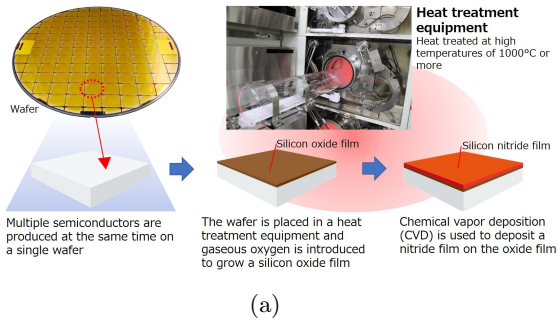 Heat treatment
equipment
Heat treated at high
temperatures of 1000°C or
more
Wafer
Silicon oxide film
Silicon nitride film
Multiple semiconductors are
produced at the same time on
a single wafer
The wafer is placed in a heat
treatment equipment and
gaseous oxygen is introduced
to grow a silicon oxide film
Chemical vapor deposition
(CVD) is used to deposit a
nitride film on the oxide film
(a)